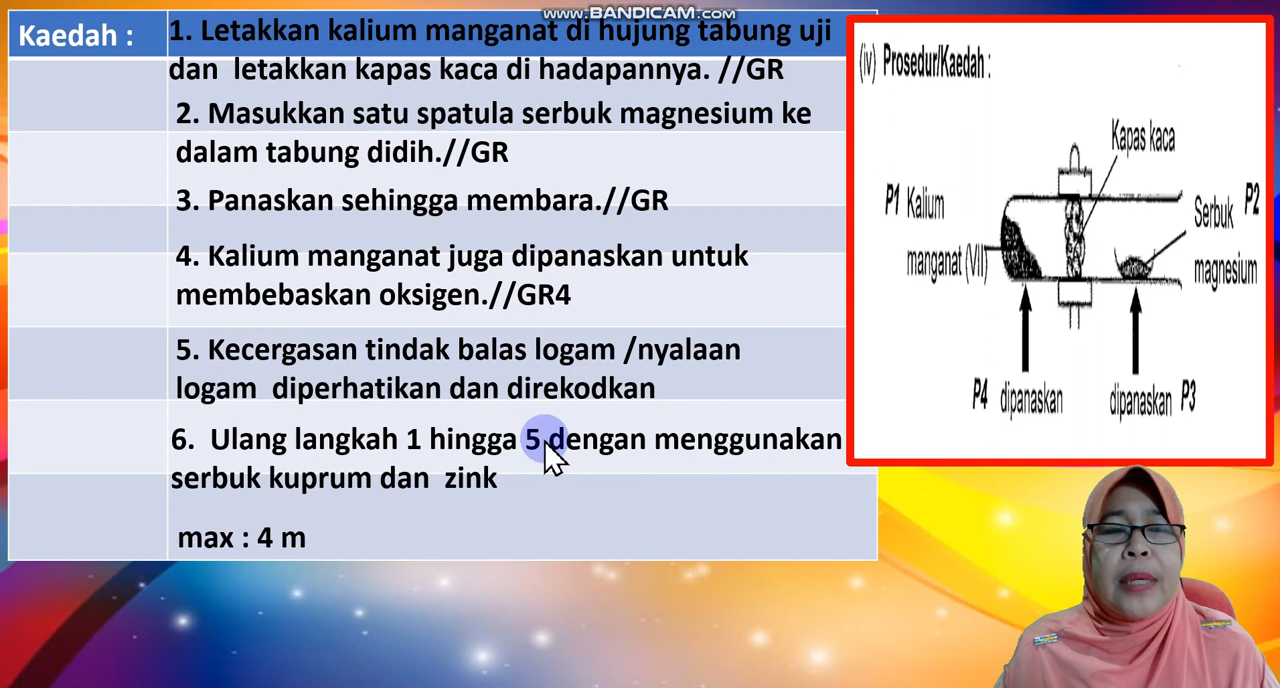 www.BANDICAM.com
Kaedah :
1. Letakkan kalium manganat di hujung tabung uji
dan letakkan kapas kaca di hadapannya. //GR
2. Masukkan satu spatula serbuk magnesium ke
dalam tabung didih.//GR
3. Panaskan sehingga membara.//GR
4. Kalium manganat juga dipanaskan untuk
membebaskan oksigen.//GR4
5. Kecergasan tindak balas logam /nyalaan
logam diperhatikan dan direkodkan
6. Ulang langkah 1 hingga 5 dengan menggunakan
serbuk kuprum dan zink
max : 4 m
(iv) Prosedur/Kaedah :
Kapas kaca
P1 Kalium
manganat (VII)
Serbuk P2
magnesium
P4 dipanaskan
dipanaskan P3